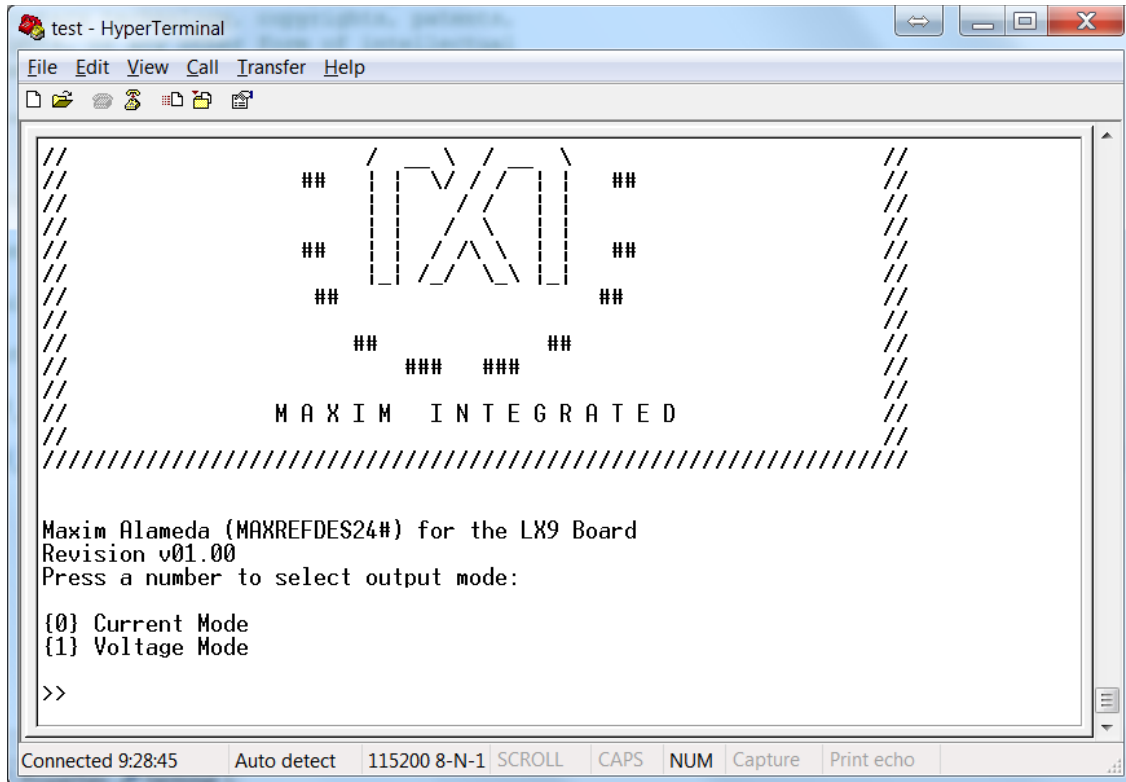 test - HyperTerminal
File Edit View Call Transfer Help
//                         /  __ \ / __  \                         //
//                  ##    | |  \/ / /  | |    ##                   //
//                        | |   / /    | |                         //
//                        | |  /  \    | |                         //
//                  ##    | | / /\ \   | |    ##                   //
//                        |_| /_/  \_\ |_|                         //
//                   ##                    ##                      //
//                                                                 //
//                      ##             ##                          //
//                          ###   ###                              //
//                                                                 //
//                M A X I M   I N T E G R A T E D                //
//                                                                 //
///////////////////////////////////////////////////////////////////
Maxim Alameda (MAXREFDES24#) for the LX9 Board
Revision v01.00
Press a number to select output mode:
{0} Current Mode
{1} Voltage Mode
>>
Connected 9:28:45 Auto detect 115200 8-N-1 SCROLL CAPS NUM Capture Print echo